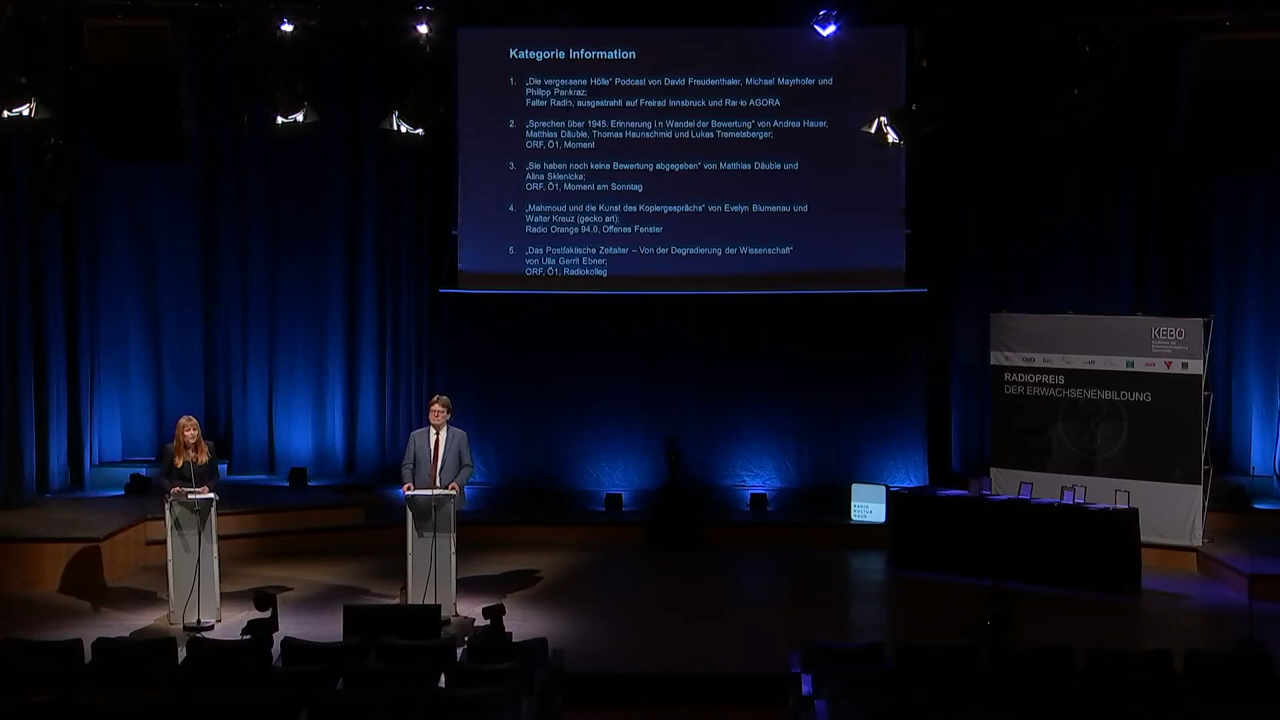 Kategorie Information
1. „Die vergessene Hölle“ Podcast von David Freudenthaler, Michael Mayrhofer und
Philipp Pankraz;
Falter Radio, ausgestrahlt auf Freirad Innsbruck und Radio AGORA
2. „Sprechen über 1945. Erinnerung im Wandel der Bewertung“ von Andrea Hauer,
Matthias Däuble, Thomas Haunschmid und Lukas Tremetsberger;
ORF, Ö1, Moment
3. „Sie haben noch keine Bewertung abgegeben“ von Matthias Däuble und
Alina Sklenicka;
ORF, Ö1, Moment am Sonntag
4. „Mahmoud und die Kunst des Kopiergesprächs“ von Evelyn Blumenau und
Walter Kreuz (gecko art);
Radio Orange 94.0, Offenes Fenster
5. „Das Postfaktische Zeitalter – Von der Degradierung der Wissenschaft“
von Ulla Gerrit Ebner;
ORF, Ö1, Radiokolleg
KEBÖ
RADIOPREIS
DER ERWACHSENENBILDUNG
RADIO
KULTUR
HAUS